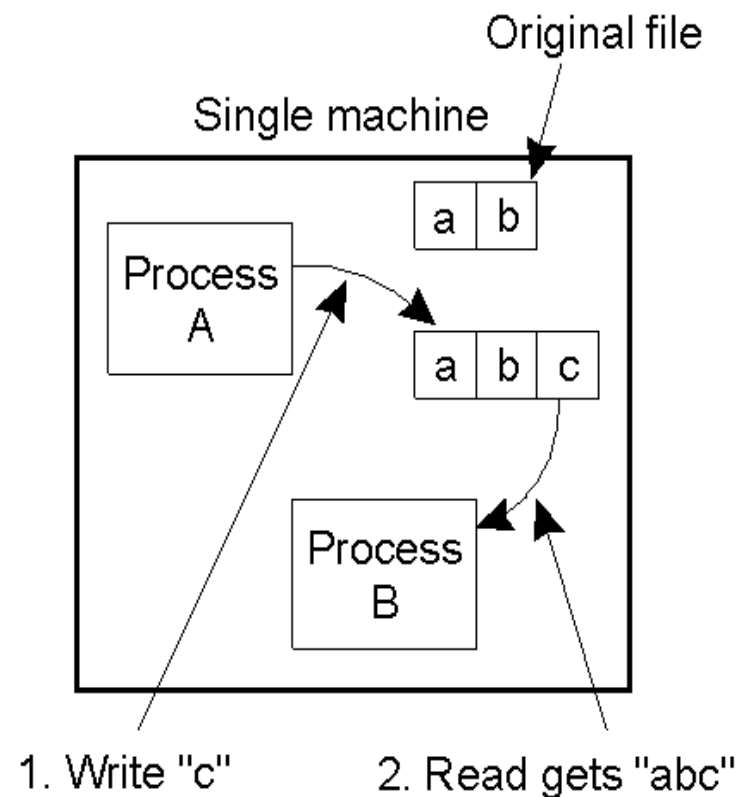 Original file
Single machine
a b
Process
A
a b c
Process
B
1. Write "c"
2. Read gets "abc"